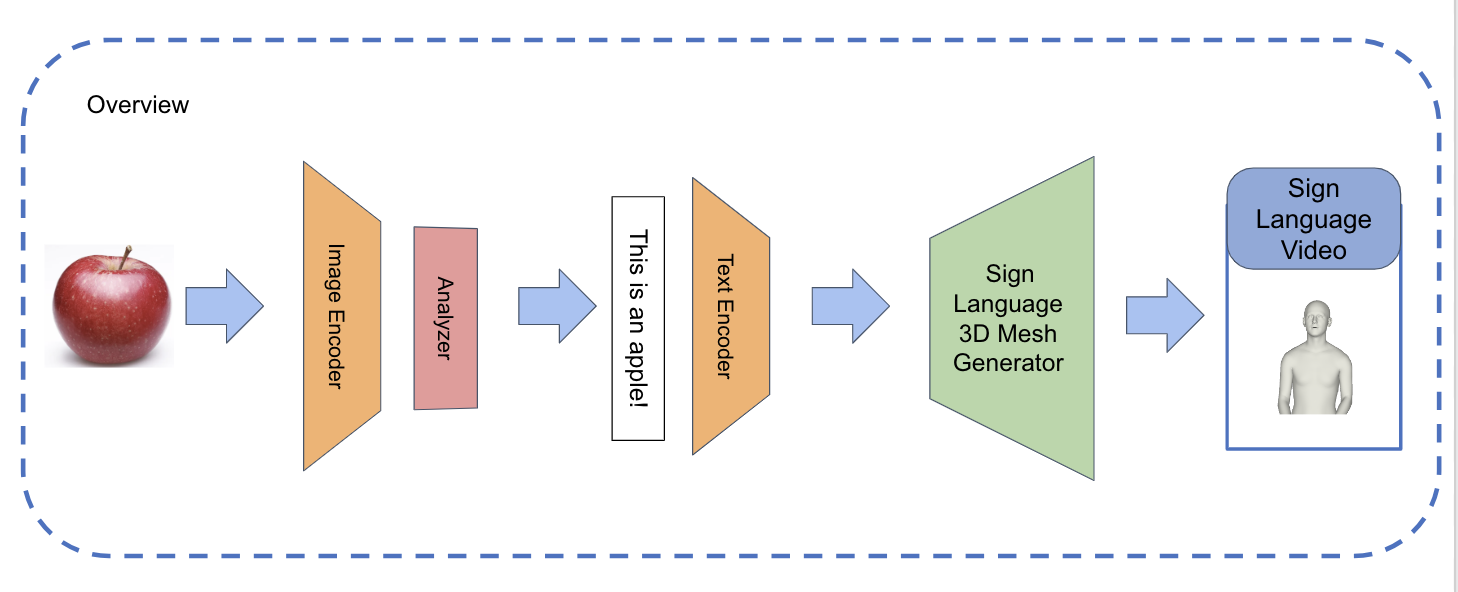 Overview
Image Encoder
Analyzer
This is an apple!
Text Encoder
Sign
Language
3D Mesh
Generator
Sign
Language
Video